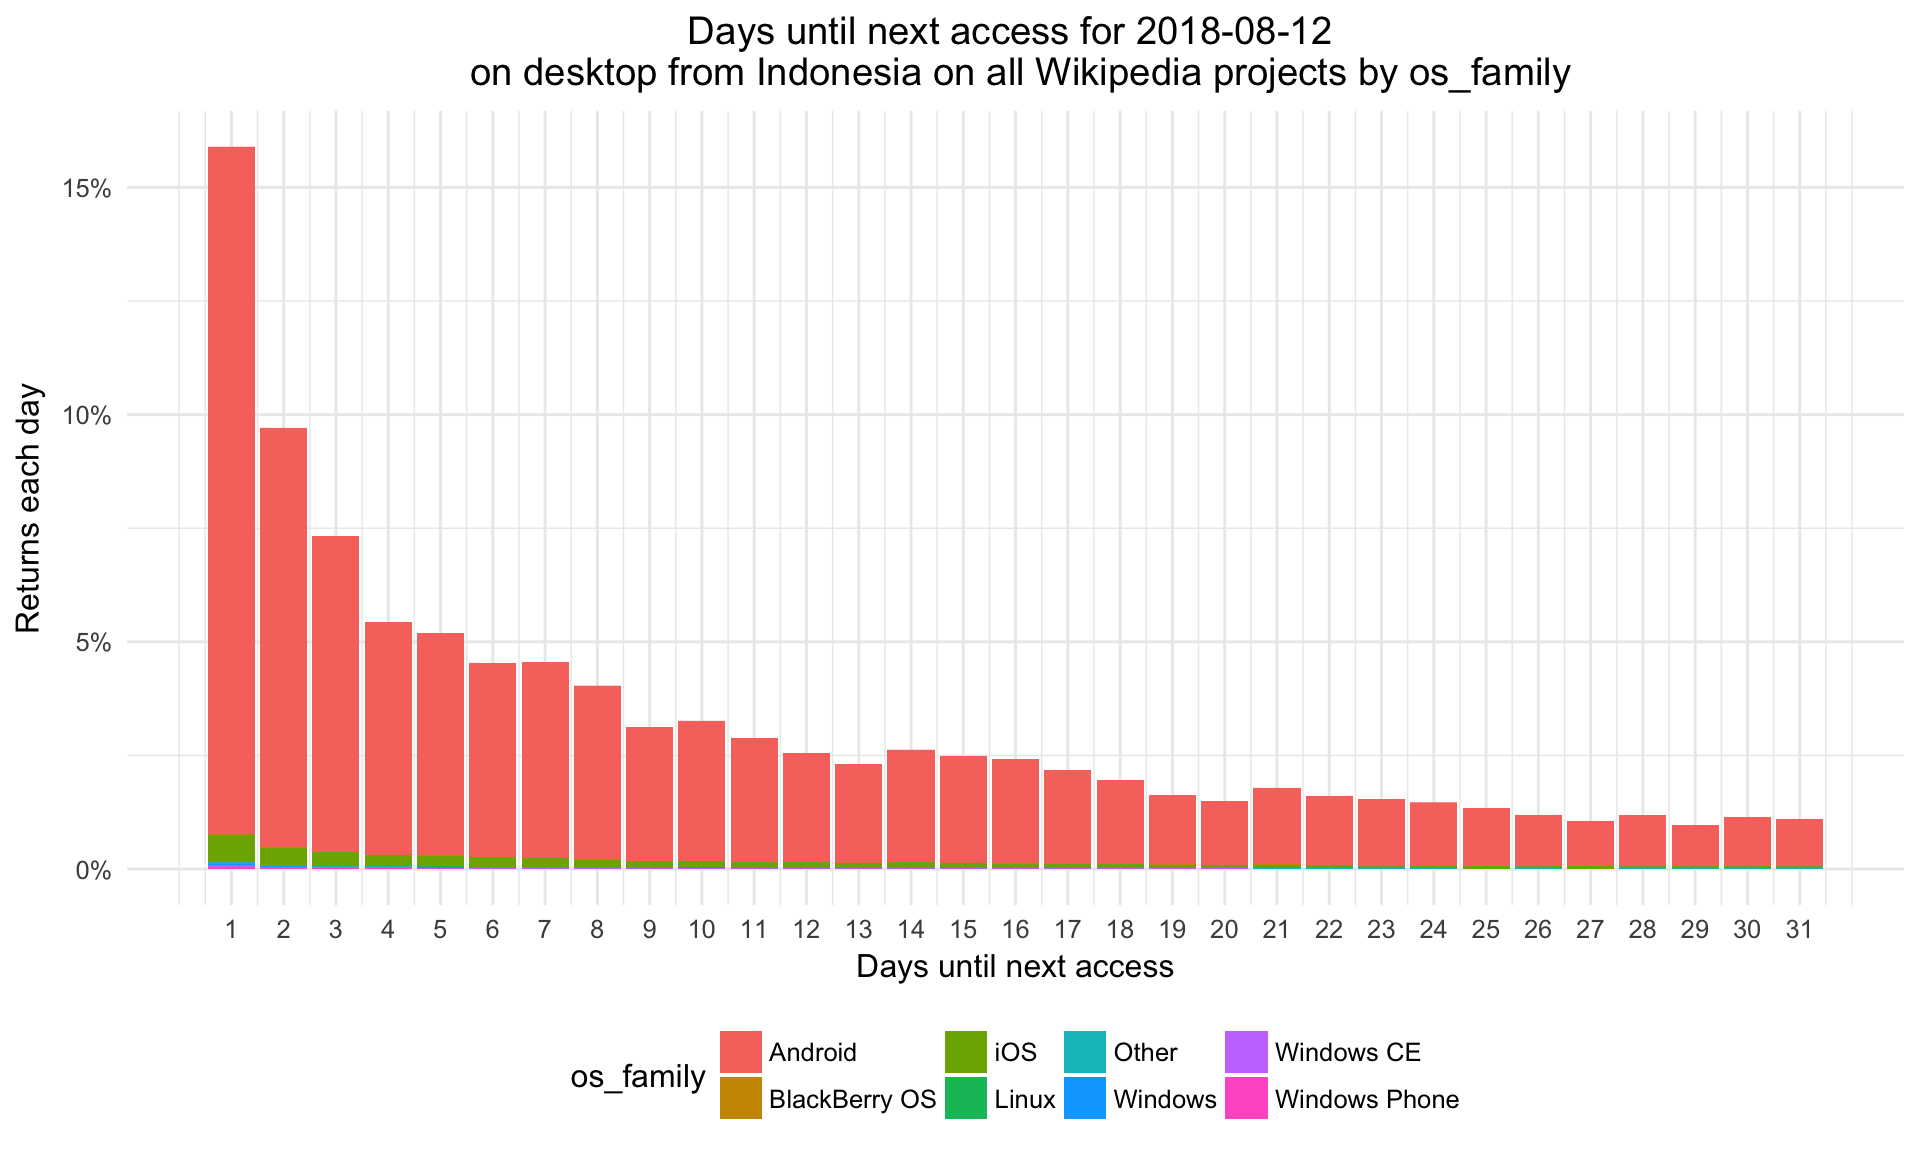 Days until next access for 2018-08-12
on desktop from Indonesia on all Wikipedia projects by os_family
Returns each day
15%
10%
5%
0%
1 2 3 4 5 6 7 8 9 10 11 12 13 14 15 16 17 18 19 20 21 22 23 24 25 26 27 28 29 30 31
Days until next access
os_family
Android iOS Other Windows CE
BlackBerry OS Linux Windows Windows Phone